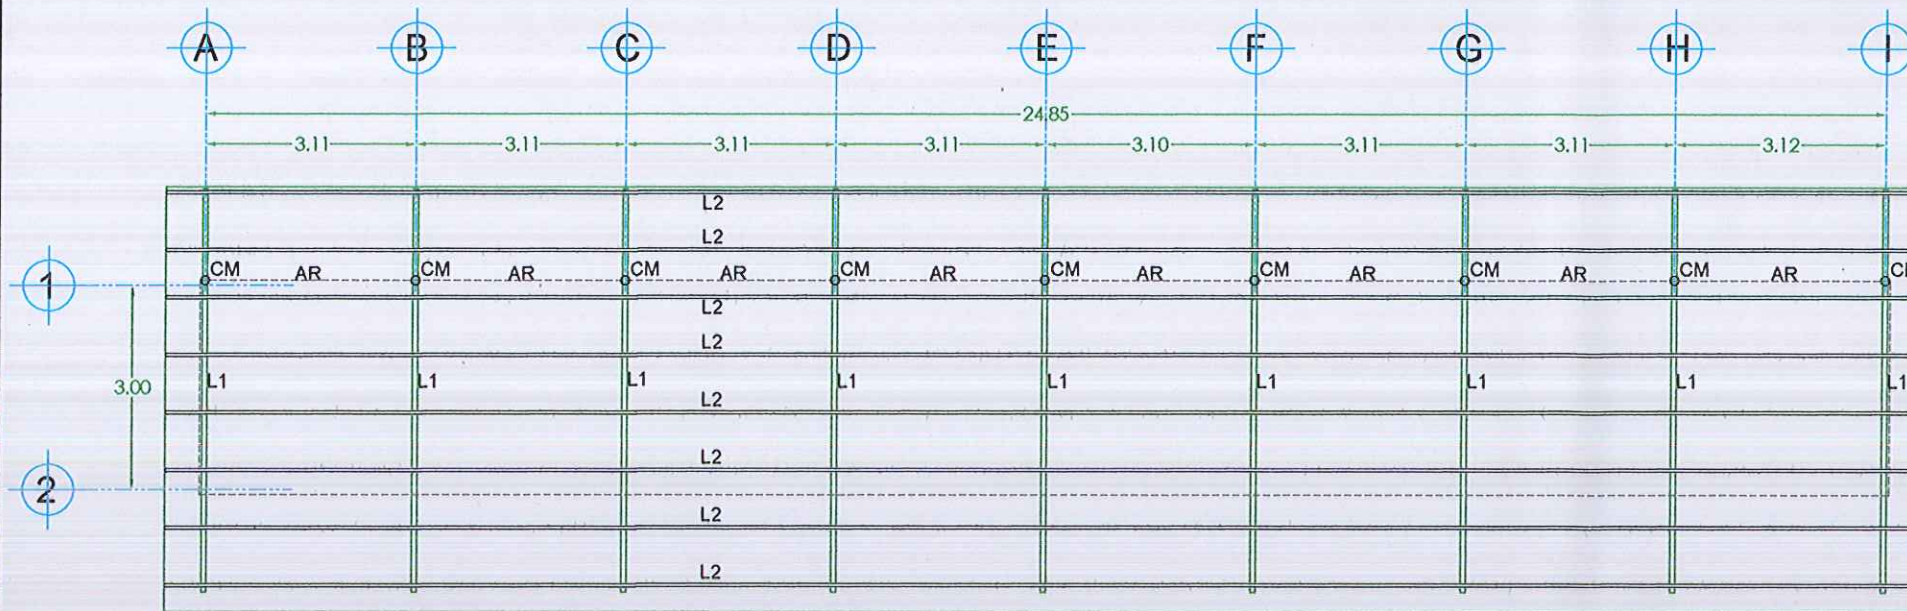 A B C D E F G H I
24.85
3.11 3.11 3.11 3.11 3.10 3.11 3.11 3.12
L2
L2
CM AR CM AR CM AR CM AR CM AR CM AR CM AR CM AR
1
L2
L2
3.00 L1 L1 L1 L1 L1 L1 L1 L1 L1
L2
L2
2
L2
L2